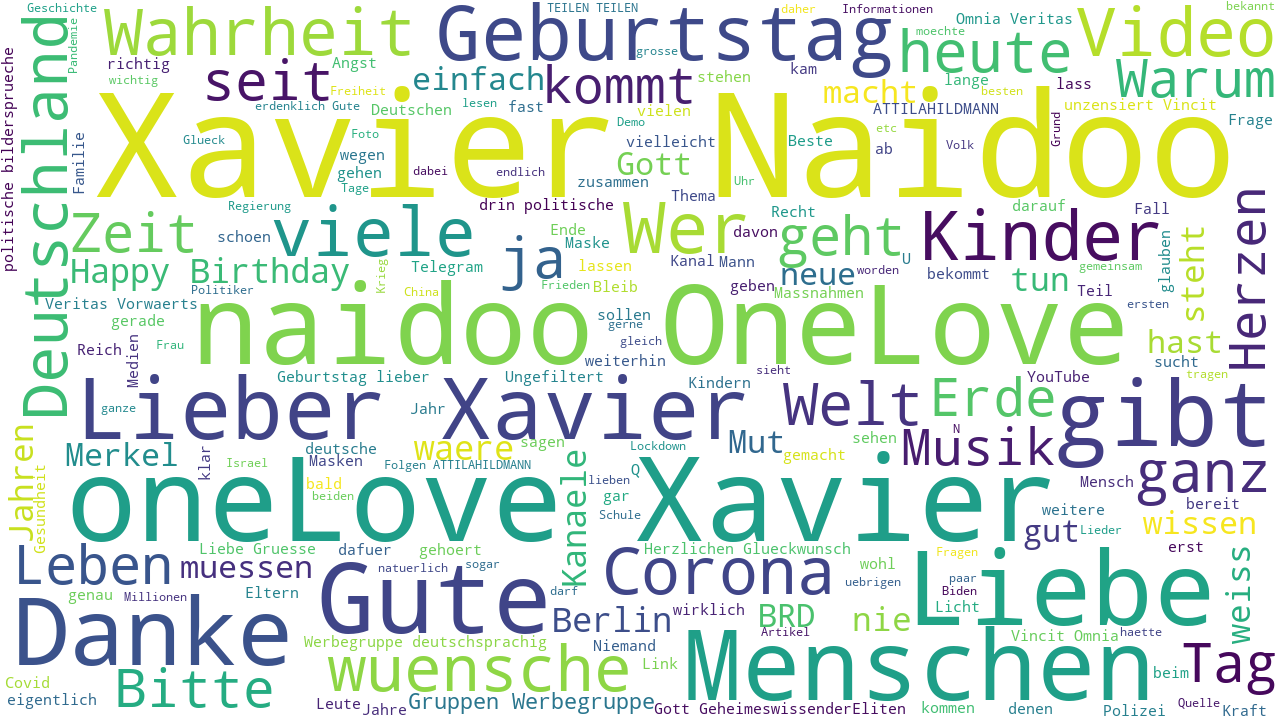 Geschichte
TEILEN TEILEN
daher
Informationen
bekannt
Wahrheit
Geburtstag
Omnia Veritas
Video
Pandemie
grosse
moechte
heute
richtig
Angst
kam
wichtig
seit
einfach
kommt
stehen
lange
lass
Warum
Freiheit
macht
besten
erdenklich Gute
Deutschen
lesen
fast
vielen
ATTILAHILDMANN
unzensiert Vincit
Frage
politische bildersprueche
Deutschland
Xavier Naidoo
Foto
Demo
etc
Grund
Glueck
wegen
vielleicht
Beste
ab
Volk
Familie
gehen
dabei
endlich
Gott
Tage
zusammen
Thema
Uhr
Regierung
drin politische
Recht
darauf
Fall
Herzen
Zeit
schoen
viele
Ende
Maske
Wer
davon
geht
Kinder
glauben
steht
ja
Happy Birthday
Krieg
Telegram
lassen
Kanal
Mann
neue
worden
U
bekommt
tun
gemeinsam
Politiker
China
Frieden
Bleib
geben
Massnahmen
Teil
Veritas Vorwaerts
ersten
gerade
naidoo
OneLove
sollen
gerne
gleich
hast
Reich
Medien
Frau
weiterhin
sucht
sieht
Geburtstag lieber
Ungefiltert
Kindern
YouTube
tragen
ganze
Lieber Xavier
Jahr
Welt
Erde
gibt
Jahren
Merkel
klar
deutsche
waere
sagen
Lockdown
Mut
sehen
N
Musik
Gesundheit
Israel
Masken
Folgen ATTILAHILDMANN
Kanaele
Q
gemacht
Mensch
ganz
bald
lieben
beiden
gar
oneLove
Xavier
weitere
bereit
Schule
gut
Lieder
wissen
Leben
Liebe Gruesse
dafuer
gehoert
Herzlichen Glueckwunsch
wohl
Fragen
erst
weiss
muessen
natuerlich
sogar
Corona
uebrigen
paar
Liebe
genau
Millionen
Eltern
Gute
darf
Biden
Danke
Berlin
wirklich
BRD
nie
Licht
Artikel
Vincit Omnia
haette
Werbegruppe deutschsprachig
Niemand
Covid
wuensche
Link
Menschen
beim
Tag
eigentlich
Bitte
Leute
Jahre
Gruppen Werbegruppe
Gott GeheimeswissenderEliten
kommen
denen
Polizei
Quelle
Kraft